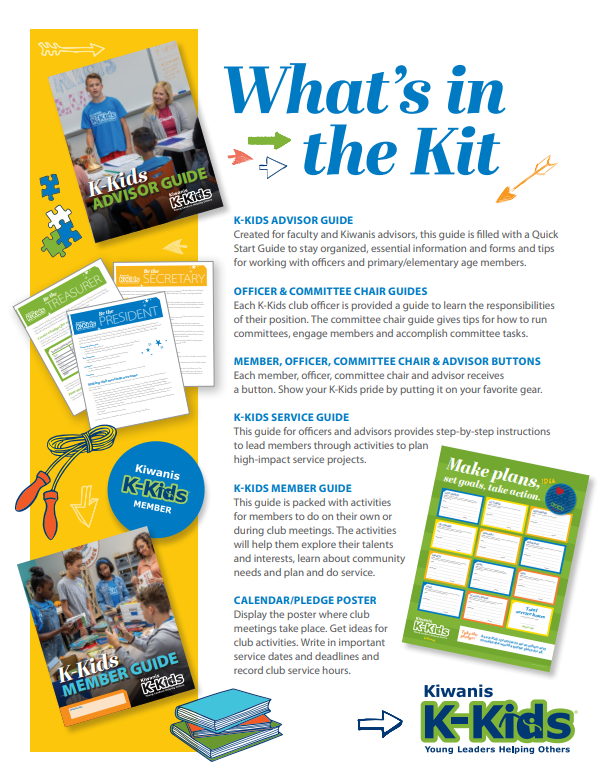 What's in
the Kit
K-Kids
ADVISOR GUIDE
Kiwanis
K-Kids
K-KIDS ADVISOR GUIDE
Created for faculty and Kiwanis advisors, this guide is filled with a Quick
Start Guide to stay organized, essential information and forms and tips
for working with officers and primary/elementary age members.
Be the
TREASURER
Be the
SECRETARY
Be the
PRESIDENT
OFFICER & COMMITTEE CHAIR GUIDES
Each K-Kids club officer is provided a guide to learn the responsibilities
of their position. The committee chair guide gives tips for how to run
committees, engage members and accomplish committee tasks.
MEMBER, OFFICER, COMMITTEE CHAIR & ADVISOR BUTTONS
Each member, officer, committee chair and advisor receives
a button. Show your K-Kids pride by putting it on your favorite gear.
K-KIDS SERVICE GUIDE
This guide for officers and advisors provides step-by-step instructions
to lead members through activities to plan
high-impact service projects.
Kiwanis
K-Kids
MEMBER
K-KIDS MEMBER GUIDE
This guide is packed with activities
for members to do on their own or
during club meetings. The activities
will help them explore their talents
and interests, learn about community
needs and plan and do service.
Make plans,
set goals, take action.
Kiwanis
K-Kids
Take the
pledge!
CALENDAR/PLEDGE POSTER
Display the poster where club
meetings take place. Get ideas for
club activities. Write in important
service dates and deadlines and
record club service hours.
K-Kids
MEMBER GUIDE
Kiwanis
K-Kids
Kiwanis
K-Kids®
Young Leaders Helping Others